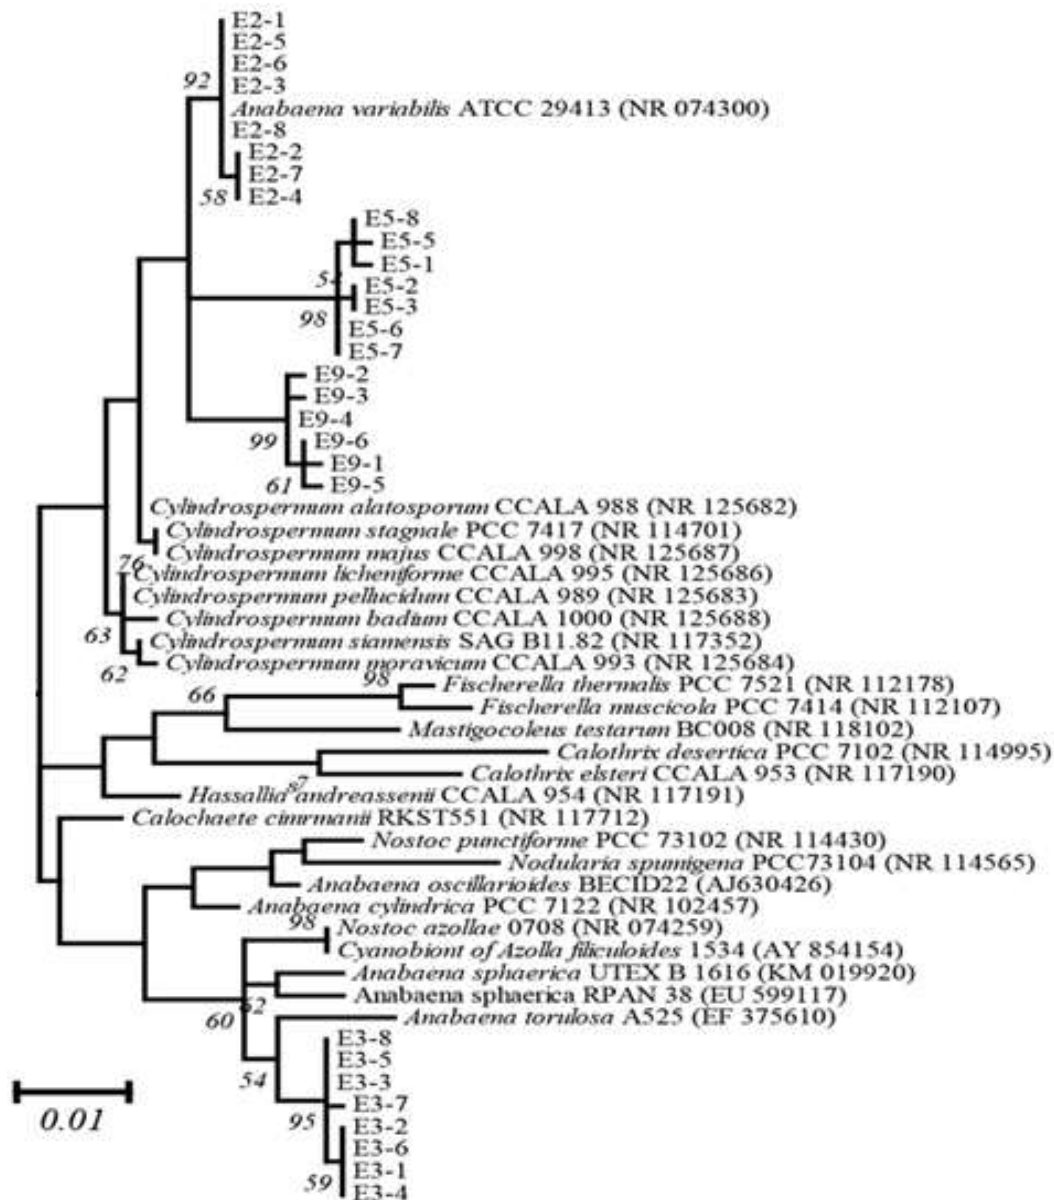 E2-1
E2-5
E2-6
92
E2-3
Anabaena variabilis ATCC 29413 (NR 074300)
E2-8
E2-2
E2-7
58
E2-4
E5-8
E5-5
E5-1
54
E5-2
E5-3
98
E5-6
E5-7
E9-2
E9-3
E9-4
99
E9-6
E9-1
61
E9-5
Cylindrospermum alatosporum CCALA 988 (NR 125682)
Cylindrospermum stagnale PCC 7417 (NR 114701)
Cylindrospermum majus CCALA 998 (NR 125687)
76
Cylindrospermum licheniforme CCALA 995 (NR 125686)
Cylindrospermum pellucidum CCALA 989 (NR 125683)
Cylindrospermum badium CCALA 1000 (NR 125688)
63
Cylindrospermum siamensis SAG B11.82 (NR 117352)
62
Cylindrospermum moravicum CCALA 993 (NR 125684)
66
98
Fischerella thermalis PCC 7521 (NR 112178)
Fischerella muscicola PCC 7414 (NR 112107)
Mastigocoleus testarum BC008 (NR 118102)
Calothrix desertica PCC 7102 (NR 114995)
Calothrix elsteri CCALA 953 (NR 117190)
87
Hassallia andreassenii CCALA 954 (NR 117191)
Calochaete cimrmanii RKST551 (NR 117712)
Nostoc punctiforme PCC 73102 (NR 114430)
Nodularia spumigena PCC73104 (NR 114565)
Anabaena oscillarioides BECID22 (AJ630426)
Anabaena cylindrica PCC 7122 (NR 102457)
98
Nostoc azollae 0708 (NR 074259)
Cyanobiont of Azolla filiculoides 1534 (AY 854154)
Anabaena sphaerica UTEX B 1616 (KM 019920)
62
Anabaena sphaerica RPAN 38 (EU 599117)
60
Anabaena torulosa A525 (EF 375610)
E3-8
E3-5
54
E3-3
E3-7
95
E3-2
E3-6
E3-1
59
E3-4
0.01